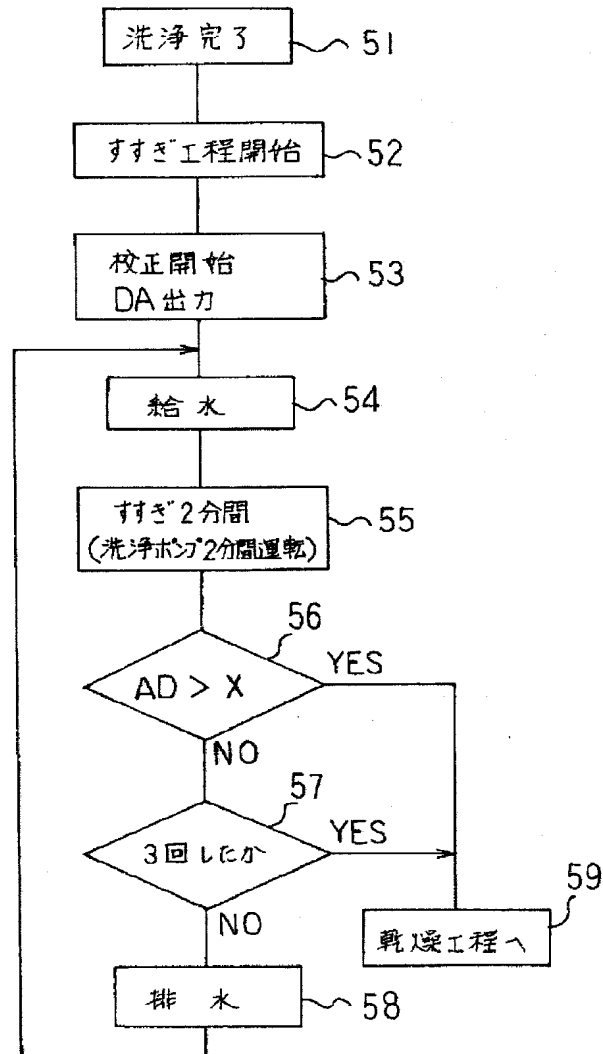 洗浄完了
51
すすぎ工程開始
52
校正開始
DA出力
53
給水
54
すすぎ2分間
(洗浄ポンプ2分間運転)
55
56
AD > X
YES
NO
57
3回したか
YES
NO
59
乾燥工程へ
排水
58